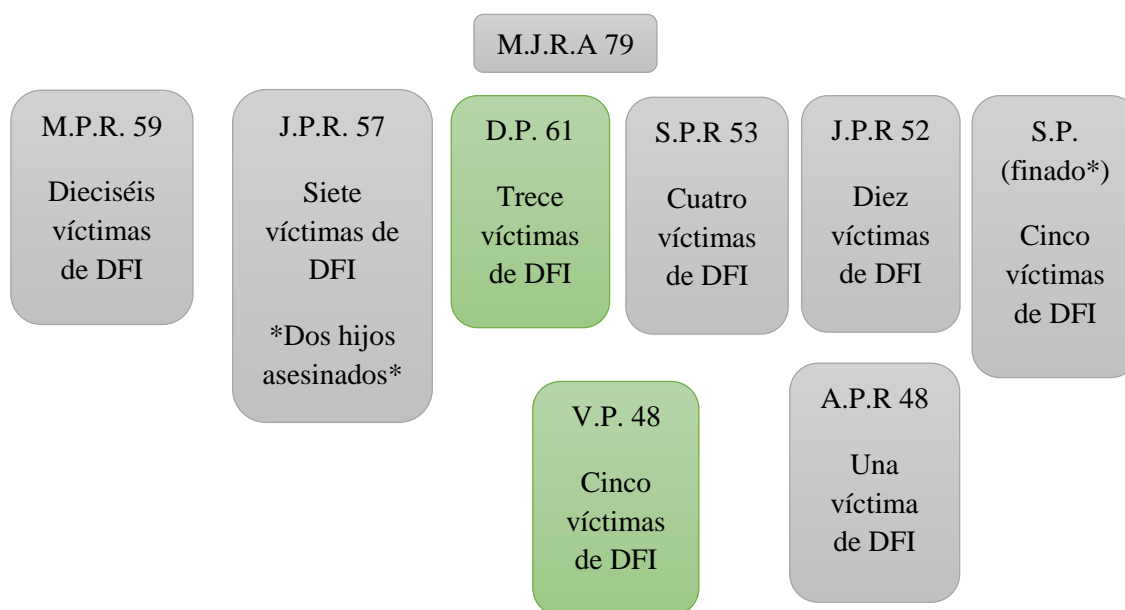 M.J.R.A 79
M.P.R. 59
Dieciséis
víctimas
de DFI
J.P.R. 57
Siete
víctimas de
DFI
*Dos hijos
asesinados*
D.P. 61
Trece
víctimas
de DFI
S.P.R 53
Cuatro
víctimas
de DFI
J.P.R 52
Diez
víctimas
de DFI
S.P.
(finado*)
Cinco
víctimas
de DFI
V.P. 48
Cinco
víctimas
de DFI
A.P.R 48
Una
víctima
de DFI